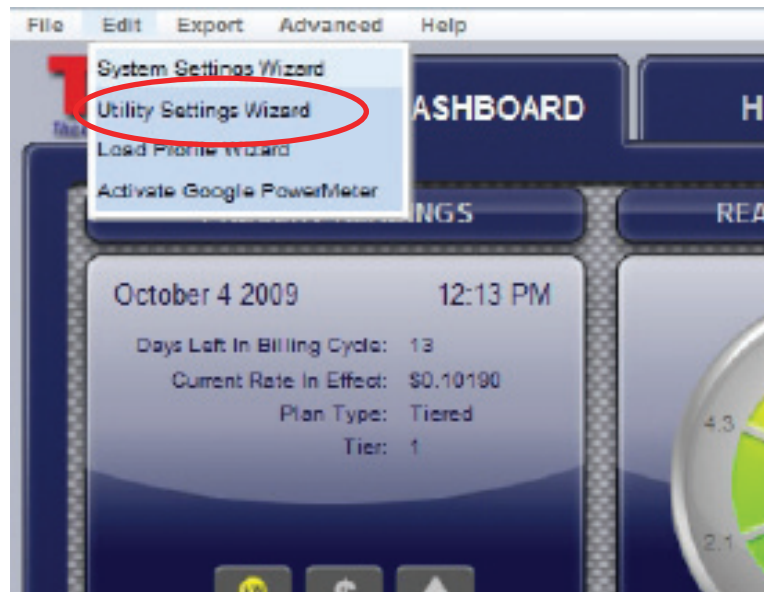 File Edit Export Advanced Help
System Settings Wizard
Utility Settings Wizard
Load Profile Wizard
Activate Google PowerMeter
ASHBOARD
H
NGS
REA
October 4 2009 12:13 PM
Days Left In Billing Cycle: 13
Current Rate In Effect: $0.10190
Plan Type: Tiered
Tier: 1
4.3
2.1
$